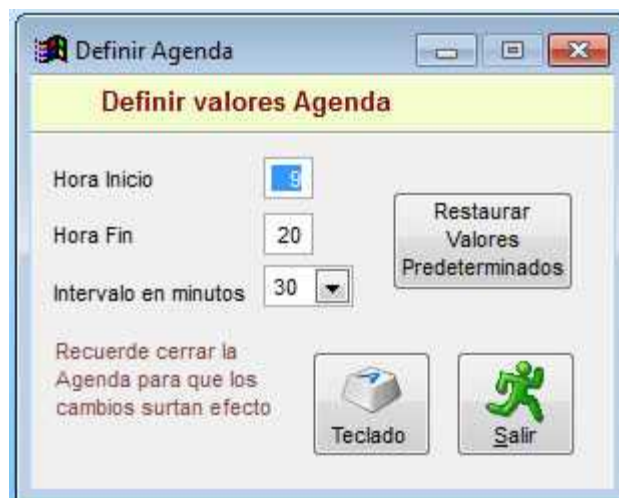 Definir Agenda
Definir valores Agenda
Hora Inicio 9
Hora Fin 20
Intervalo en minutos 30
Restaurar
Valores
Predeterminados
Recuerde cerrar la
Agenda para que los
cambios surtan efecto
Teclado
Salir